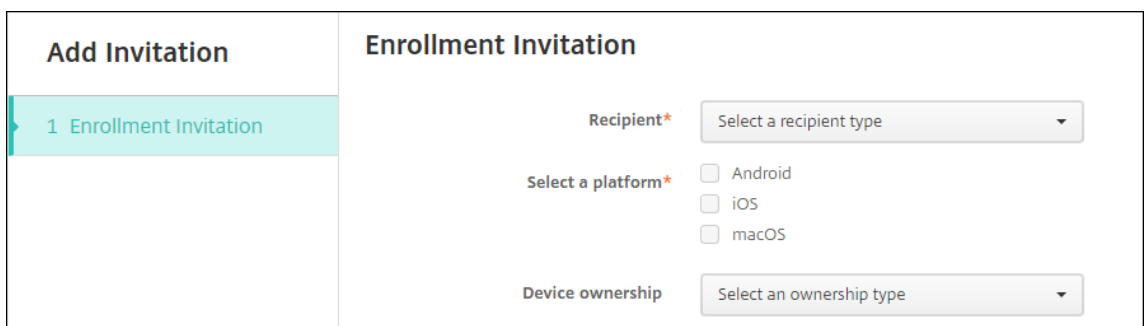 Add Invitation
1 Enrollment Invitation
Enrollment Invitation
Recipient*
Select a recipient type
Select a platform*
Android
iOS
macOS
Device ownership
Select an ownership type